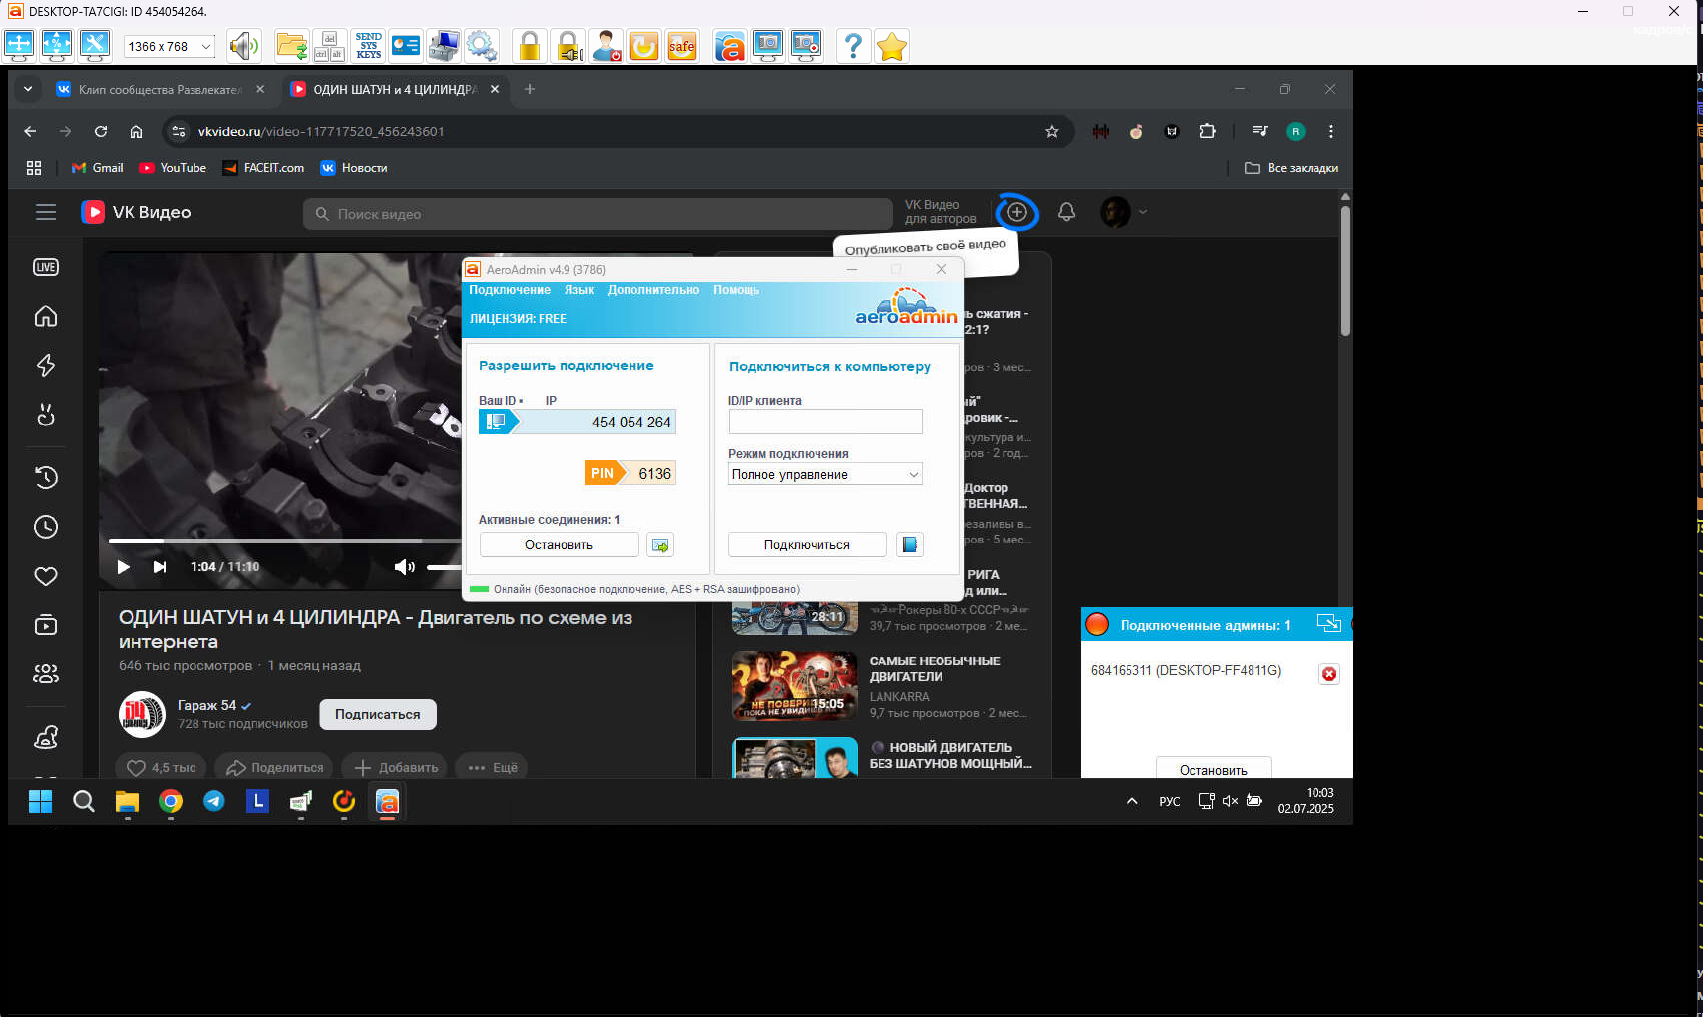 DESKTOP-TA7CIGI: ID 454054264.
1366 x 768
del
ctrl alt
SEND
SYS
KEYS
safe
Клип сообщества Развлекател
ОДИН ШАТУН и 4 ЦИЛИНДРА
vkvideo.ru/video-117717520_456243601
R
Gmail
YouTube
FACEIT.com
Новости
Все закладки
VK Видео
Поиск видео
VK Видео
для авторов
Опубликовать своё видео
LIVE
AeroAdmin v4.9 (3786)
Подключение Язык Дополнительно Помощь
ЛИЦЕНЗИЯ: FREE
aeroadmin
Разрешить подключение
Ваш ID
IP
454 054 264
PIN
6136
Активные соединения: 1
Остановить
Подключиться к компьютеру
ID/IP клиента
Режим подключения
Полное управление
Подключиться
Онлайн (безопасное подключение, AES + RSA зашифровано)
1:04 / 11:10
ОДИН ШАТУН и 4 ЦИЛИНДРА - Двигатель по схеме из
интернета
646 тыс просмотров · 1 месяц назад
Гараж 54
728 тыс подписчиков
Подписаться
4,5 тыс
Поделиться
Добавить
Ещё
ь сжатия -
2:1?
ров · 3 мес...
ый"
ровик -...
культура и...
ров · 2 год...
Доктор
ТВЕННАЯ...
резаливы в...
ров · 5 мес...
РИГА
д или...
Рокеры 80-х СССР
39,7 тыс просмотров · 2 ме...
28:11
САМЫЕ НЕОБЫЧНЫЕ
ДВИГАТЕЛИ
LANKARRA
9,7 тыс просмотров · 2 мес...
НЕ ПОВЕРИ
ПОКА НЕ УВИДИШЬ
15:05
НОВЫЙ ДВИГАТЕЛЬ
БЕЗ ШАТУНОВ МОЩНЫЙ...
Подключенные админы: 1
684165311 (DESKTOP-FF4811G)
Остановить
L
РУС
10:03
02.07.2025